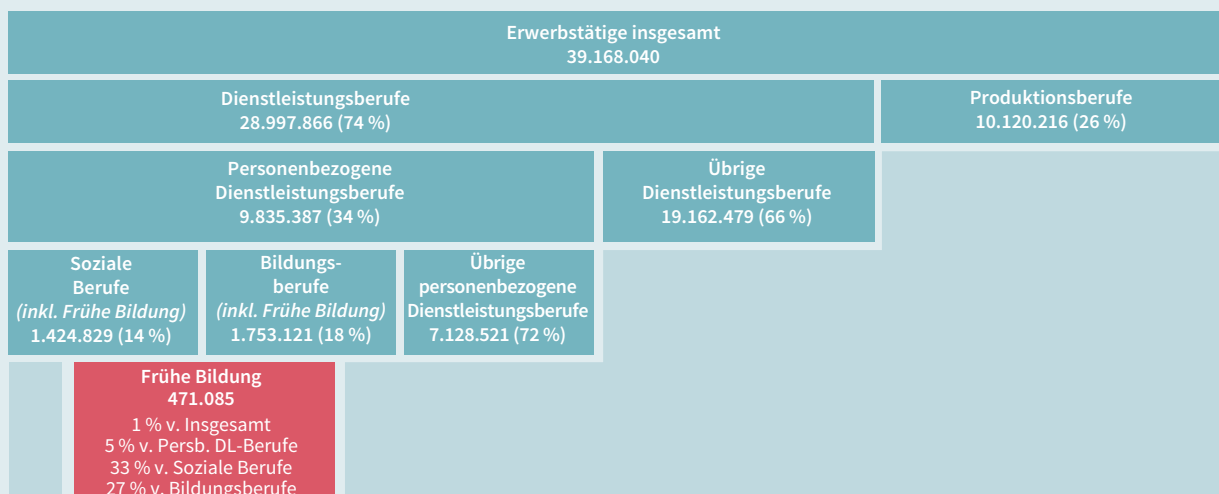 Erwerbstätige insgesamt
39.168.040
Dienstleistungsberufe
28.997.866 (74 %)
Produktionsberufe
10.120.216 (26 %)
Personenbezogene
Dienstleistungsberufe
9.835.387 (34 %)
Übrige
Dienstleistungsberufe
19.162.479 (66 %)
Soziale
Berufe
(inkl. Frühe Bildung)
1.424.829 (14 %)
Bildungs-
berufe
(inkl. Frühe Bildung)
1.753.121 (18 %)
Übrige
personenbezogene
Dienstleistungsberufe
7.128.521 (72 %)
Frühe Bildung
471.085
1 % v. Insgesamt
5 % v. Persb. DL-Berufe
33 % v. Soziale Berufe
27 % v. Bildungsberufe